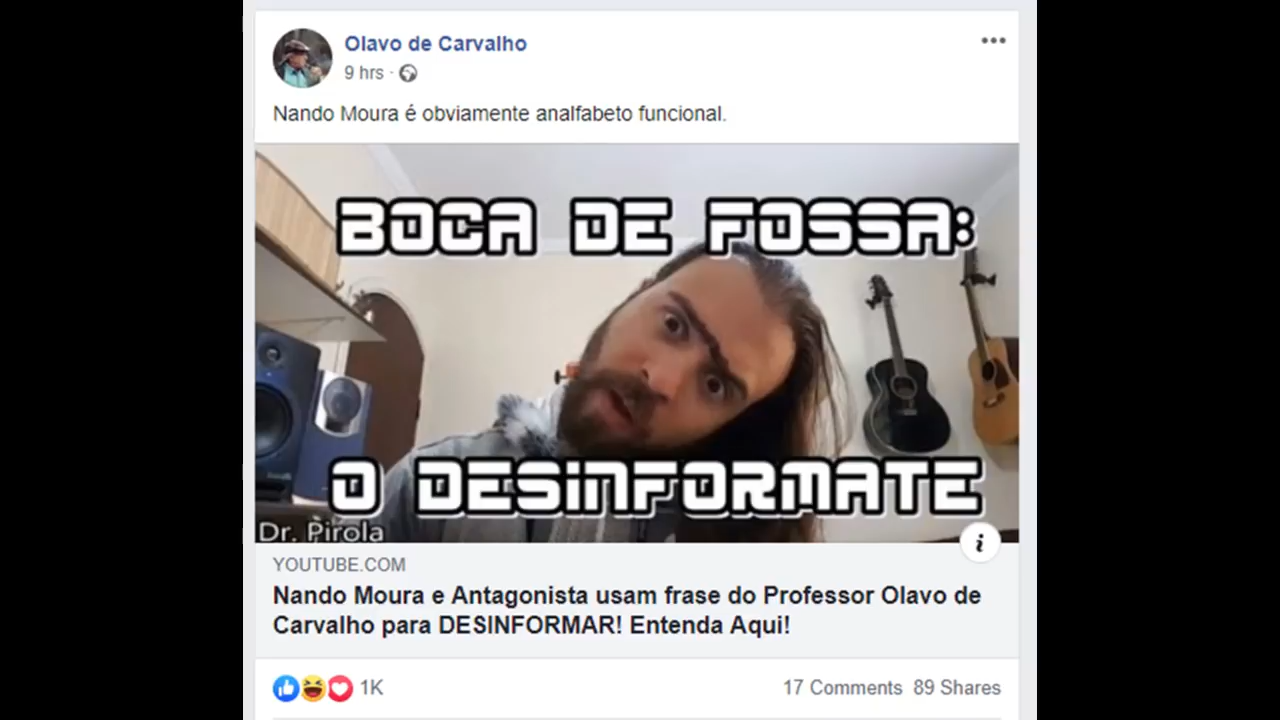 Olavo de Carvalho
9 hrs ·
Nando Moura é obviamente analfabeto funcional.
BOCA DE FOSSA:
O DESINFORMATE
Dr. Pirola
i
YOUTUBE.COM
Nando Moura e Antagonista usam frase do Professor Olavo de
Carvalho para DESINFORMAR! Entenda Aqui!
1K
17 Comments 89 Shares